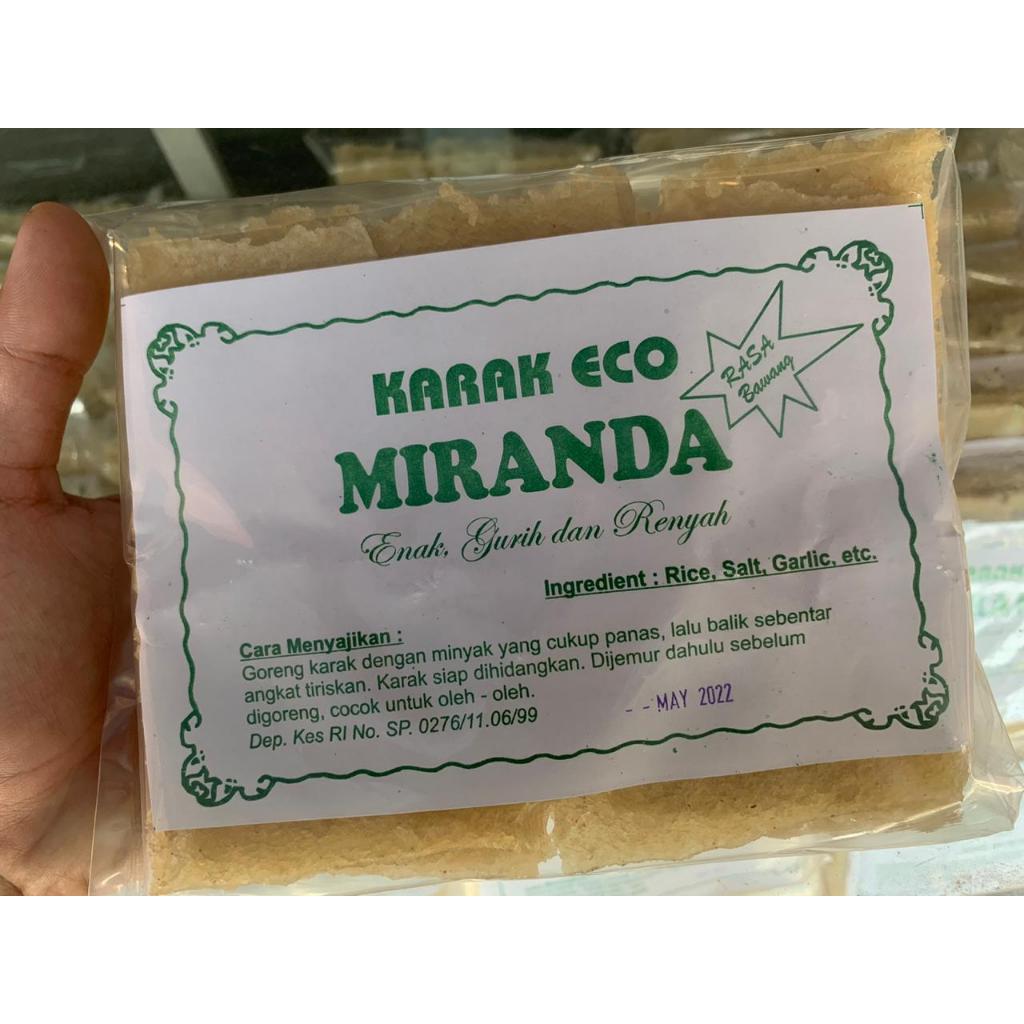 KARAK ECO
RASA
Bawang
MIRANDA
Enak, Gurih dan Renyah
Ingredient : Rice, Salt, Garlic, etc.
Cara Menyajikan :
Goreng karak dengan minyak yang cukup panas, lalu balik sebentar
angkat tiriskan. Karak siap dihidangkan. Dijemur dahulu sebelum
digoreng, cocok untuk oleh - oleh.
Dep. Kes RI No. SP. 0276/11.06/99
- - MAY 2022